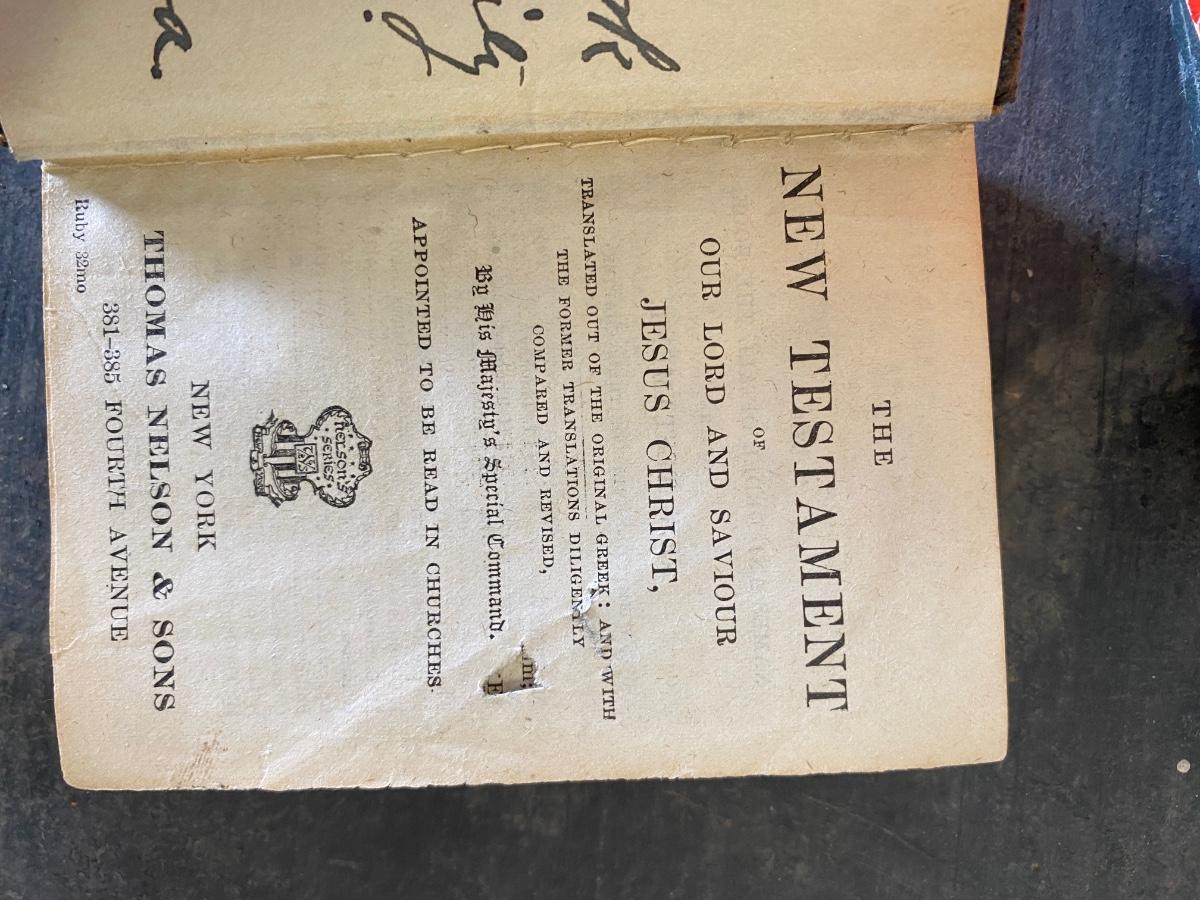 THE
NEW TESTAMENT
OF
OUR LORD AND SAVIOUR
JESUS CHRIST,
TRANSLATED OUT OF THE ORIGINAL GREEK: AND WITH
THE FORMER TRANSLATIONS DILIGENTLY
COMPARED AND REVISED,
By His Majesty's Special Command.
APPOINTED TO BE READ IN CHURCHES.
NELSON'S
SERIES
NEW YORK
THOMAS NELSON & SONS
381-385 FOURTH AVENUE
Ruby 32mo